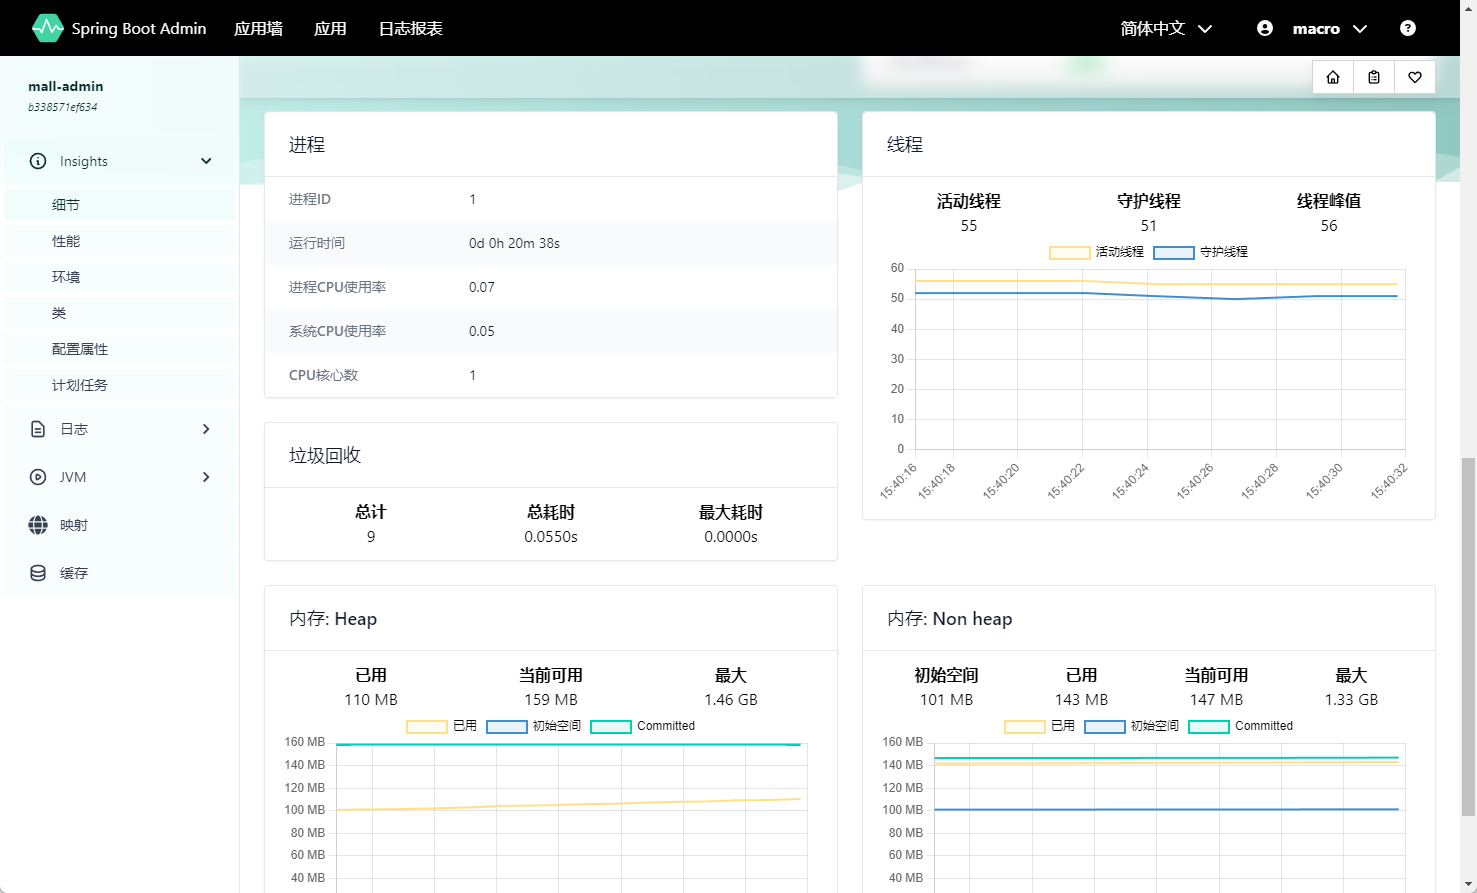 Spring Boot Admin 应用墙 应用 日志报表 简体中文 macro
mall-admin
b338571ef634
Insights
细节
性能
环境
类
配置属性
计划任务
日志
JVM
映射
缓存
进程
进程ID 1
运行时间 0d 0h 20m 38s
进程CPU使用率 0.07
系统CPU使用率 0.05
CPU核心数 1
线程
活动线程 守护线程 线程峰值
55 51 56
活动线程 守护线程
60
50
40
30
20
10
0
15:40:16 15:40:18 15:40:20 15:40:22 15:40:24 15:40:26 15:40:28 15:40:30 15:40:32
垃圾回收
总计 总耗时 最大耗时
9 0.0550s 0.0000s
内存: Heap
已用 当前可用 最大
110 MB 159 MB 1.46 GB
已用 初始空间 Committed
160 MB
140 MB
120 MB
100 MB
80 MB
60 MB
40 MB
内存: Non heap
初始空间 已用 当前可用 最大
101 MB 143 MB 147 MB 1.33 GB
已用 初始空间 Committed
160 MB
140 MB
120 MB
100 MB
80 MB
60 MB
40 MB